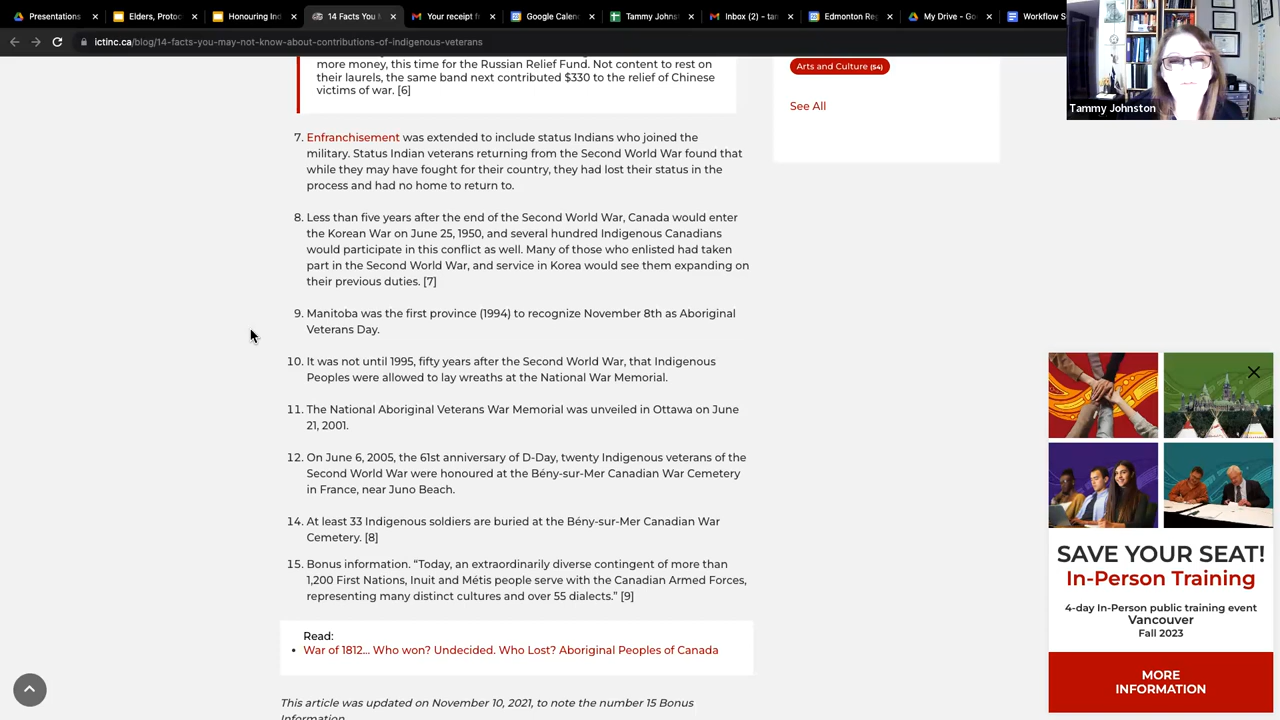 Presentations
Elders, Protoc
Honouring Ind
14 Facts You M
Your receipt
Google Calen
Tammy Johnst
Inbox (2) – tan
Edmonton Reg
My Drive - Go
Workflow S
ictinc.ca/blog/14-facts-you-may-not-know-about-contributions-of-indigenous-veterans
Tammy Johnston
more money, this time for the Russian Relief Fund. Not content to rest on
their laurels, the same band next contributed $330 to the relief of Chinese
victims of war. [6]
Arts and Culture (54)
See All
7. Enfranchisement was extended to include status Indians who joined the
military. Status Indian veterans returning from the Second World War found that
while they may have fought for their country, they had lost their status in the
process and had no home to return to.
8. Less than five years after the end of the Second World War, Canada would enter
the Korean War on June 25, 1950, and several hundred Indigenous Canadians
would participate in this conflict as well. Many of those who enlisted had taken
part in the Second World War, and service in Korea would see them expanding on
their previous duties. [7]
9. Manitoba was the first province (1994) to recognize November 8th as Aboriginal
Veterans Day.
10. It was not until 1995, fifty years after the Second World War, that Indigenous
Peoples were allowed to lay wreaths at the National War Memorial.
11. The National Aboriginal Veterans War Memorial was unveiled in Ottawa on June
21, 2001.
12. On June 6, 2005, the 61st anniversary of D-Day, twenty Indigenous veterans of the
Second World War were honoured at the Bény-sur-Mer Canadian War Cemetery
in France, near Juno Beach.
14. At least 33 Indigenous soldiers are buried at the Bény-sur-Mer Canadian War
Cemetery. [8]
15. Bonus information. “Today, an extraordinarily diverse contingent of more than
1,200 First Nations, Inuit and Métis people serve with the Canadian Armed Forces,
representing many distinct cultures and over 55 dialects.” [9]
Read:
• War of 1812... Who won? Undecided. Who Lost? Aboriginal Peoples of Canada
This article was updated on November 10, 2021, to note the number 15 Bonus
Information.
SAVE YOUR SEAT!
In-Person Training
4-day In-Person public training event
Vancouver
Fall 2023
MORE
INFORMATION